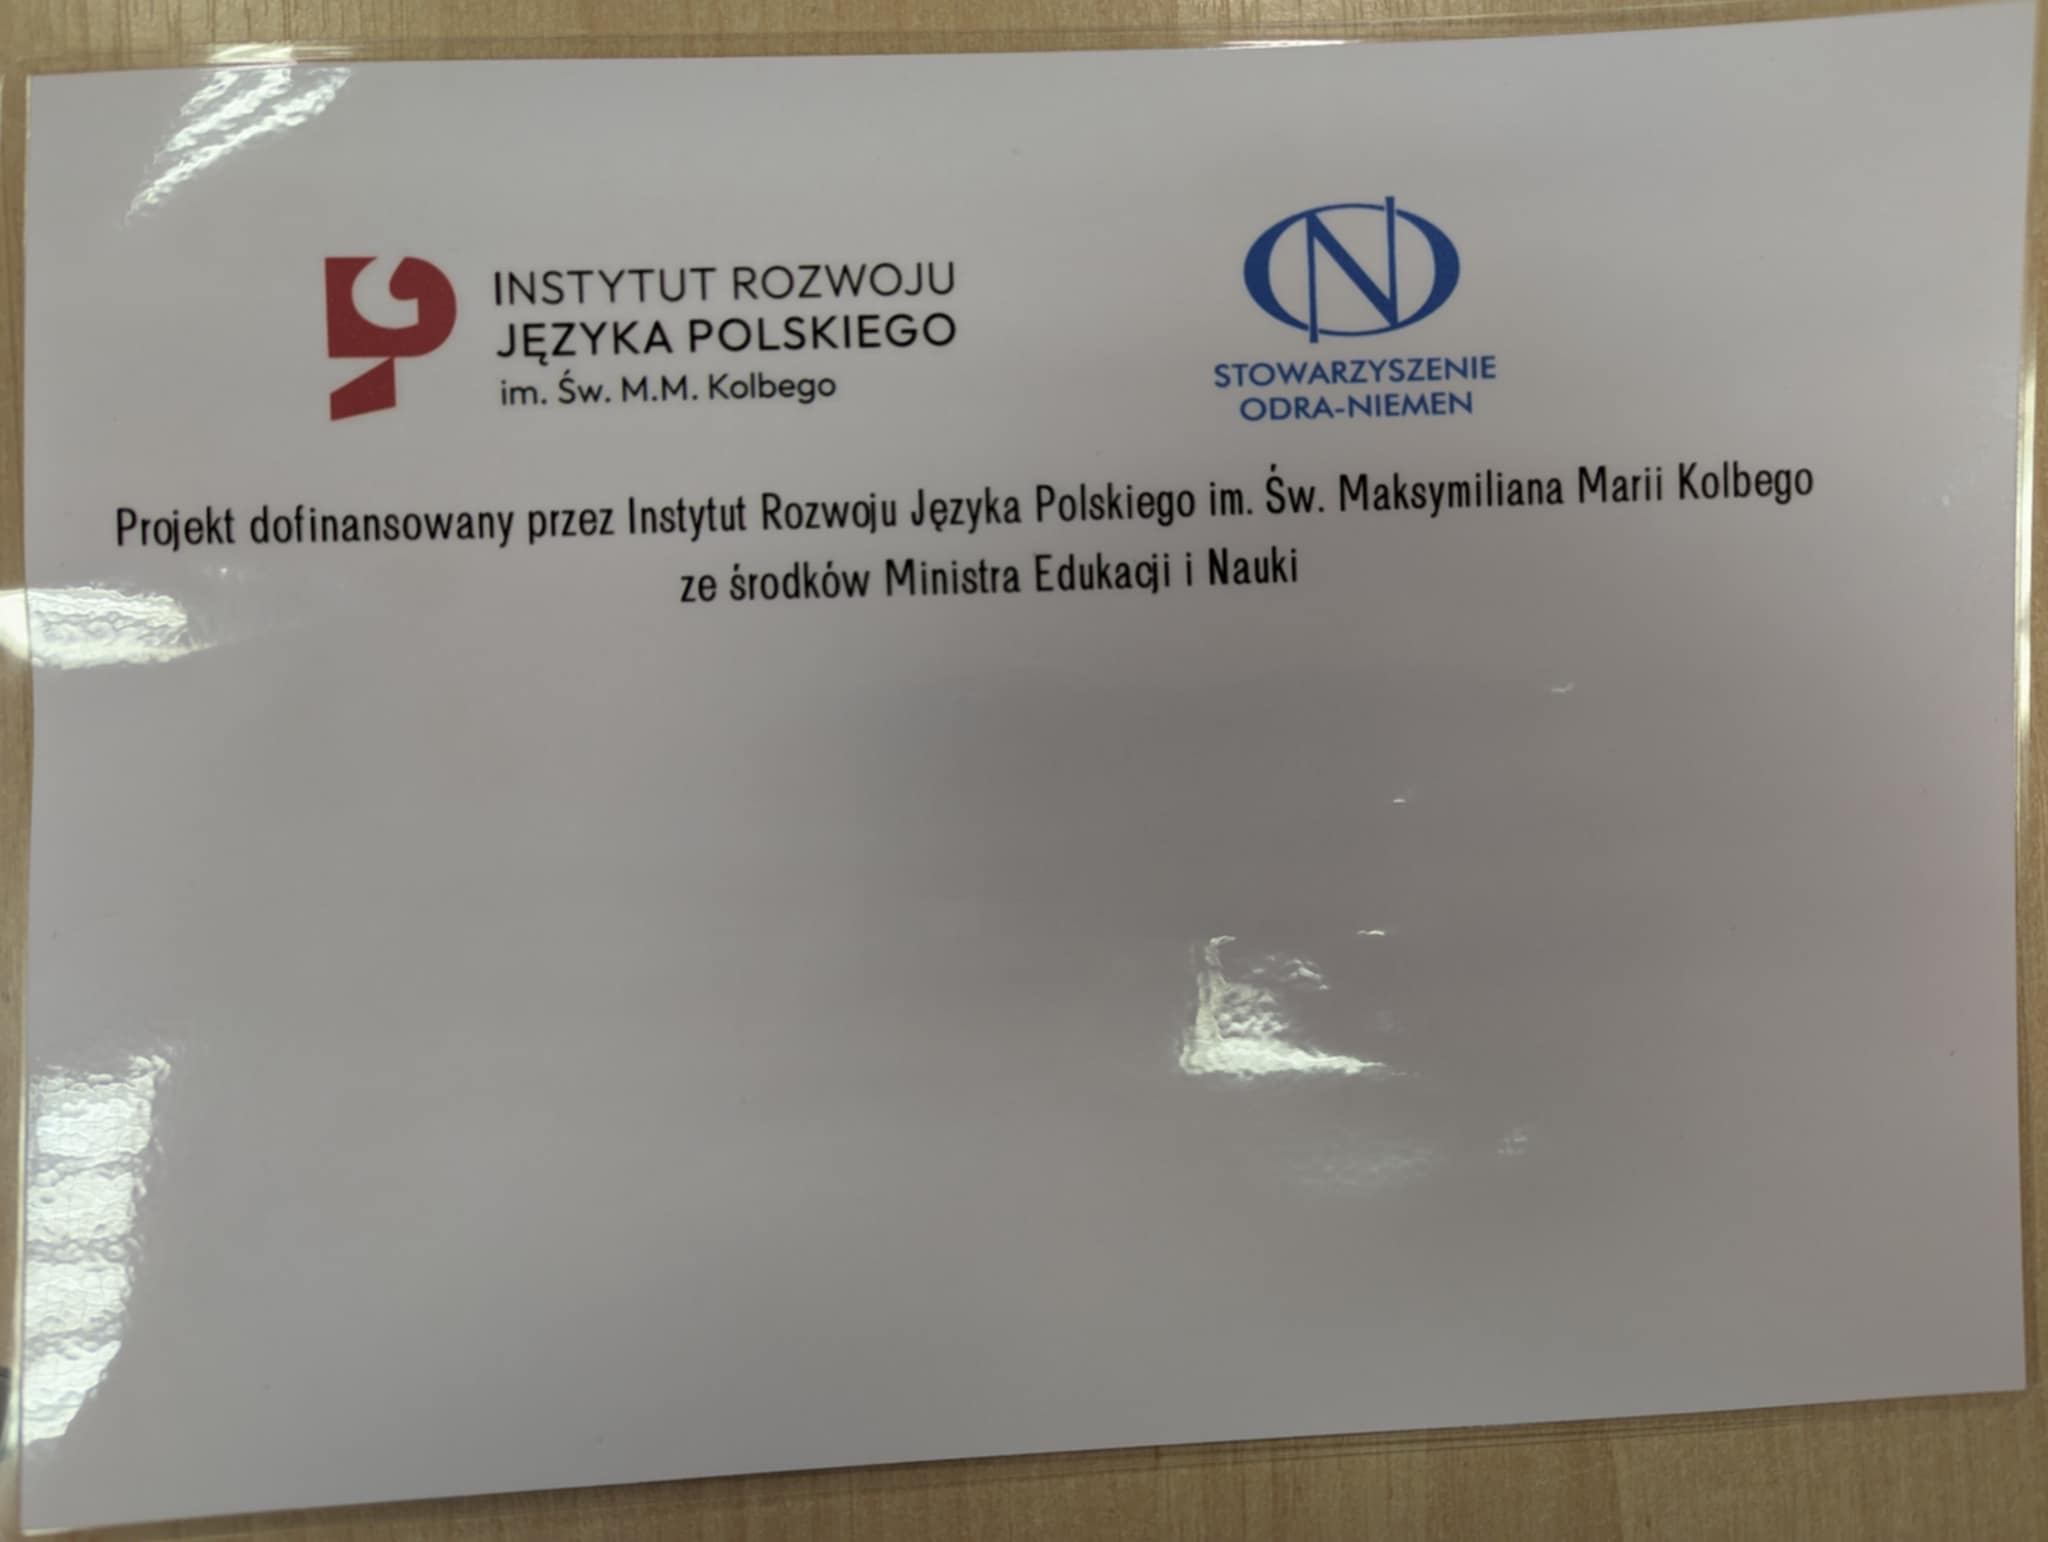 INSTYTUT ROZWOJU
JĘZYKA POLSKIEGO
im. Św. M.M. Kolbego
ON
STOWARZYSZENIE
ODRA-NIEMEN
Projekt dofinansowany przez Instytut Rozwoju Języka Polskiego im. Św. Maksymiliana Marii Kolbego
ze środków Ministra Edukacji i Nauki